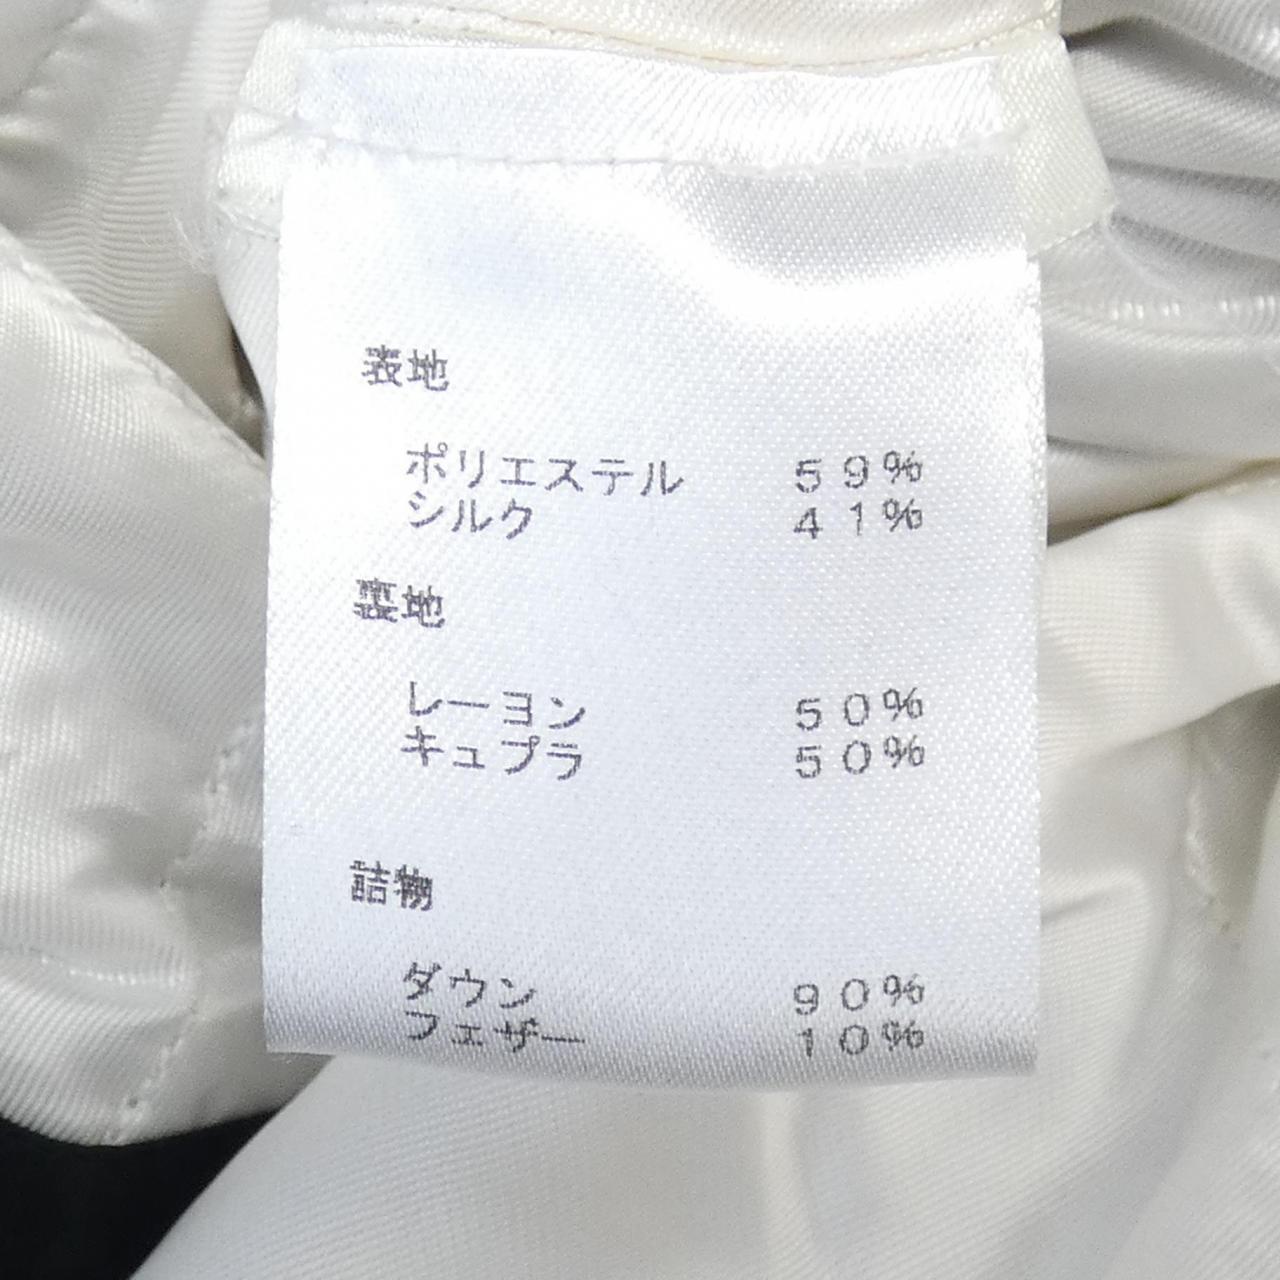 表地
ポリエステル 59%
シルク 41%
裏地
レーヨン 50%
キュプラ 50%
詰物
ダウン 90%
フェザー 10%